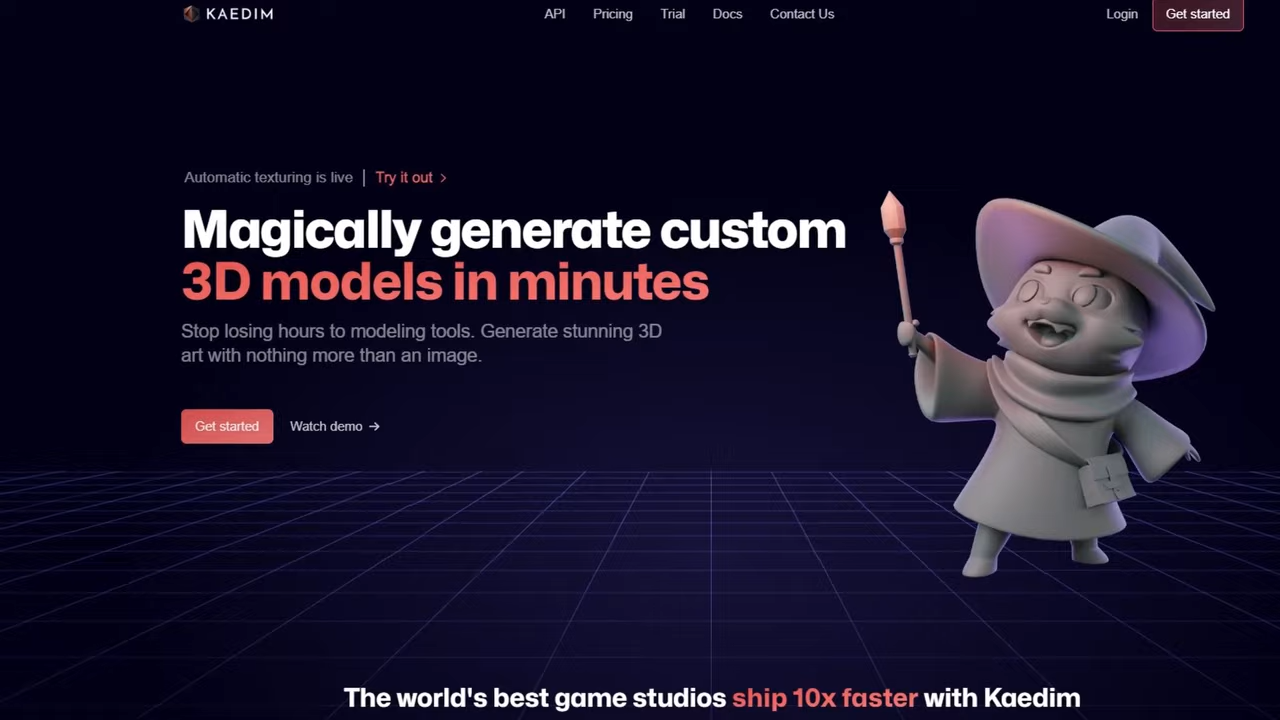 KAEDIM
API Pricing Trial Docs Contact Us
Login Get started
Automatic texturing is live | Try it out >
Magically generate custom
3D models in minutes
Stop losing hours to modeling tools. Generate stunning 3D
art with nothing more than an image.
Get started Watch demo →
The world's best game studios ship 10x faster with Kaedim